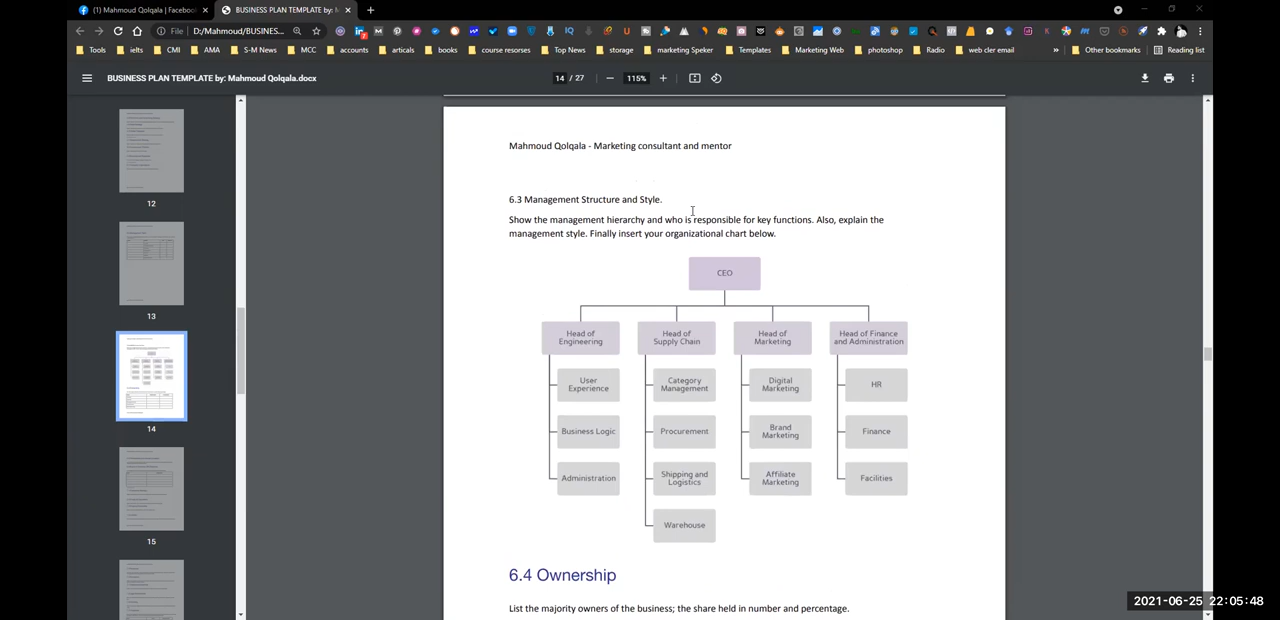 (1) Mahmoud Qolqala | Facebook
BUSINESS PLAN TEMPLATE by: M
File
D:/Mahmoud/BUSINES...
Tools
ielts
CMI
AMA
S-M News
MCC
accounts
articals
books
course resorses
Top News
storage
marketing Speker
Templates
Marketing Web
photoshop
Radio
web cler email
»
Other bookmarks
Reading list
BUSINESS PLAN TEMPLATE by: Mahmoud Qolqala.docx
14 / 27
115%
12
13
14
15
Mahmoud Qolqala - Marketing consultant and mentor
6.3 Management Structure and Style.
Show the management hierarchy and who is responsible for key functions. Also, explain the
management style. Finally insert your organizational chart below.
CEO
Head of
Engineering
User
Experience
Business Logic
Administration
Head of
Supply Chain
Category
Management
Procurement
Shipping and
Logistics
Warehouse
Head of
Marketing
Digital
Marketing
Brand
Marketing
Affiliate
Marketing
Head of Finance
and Administration
HR
Finance
Facilities
6.4 Ownership
List the majority owners of the business; the share held in number and percentage.
2021-06-25 22:05:48